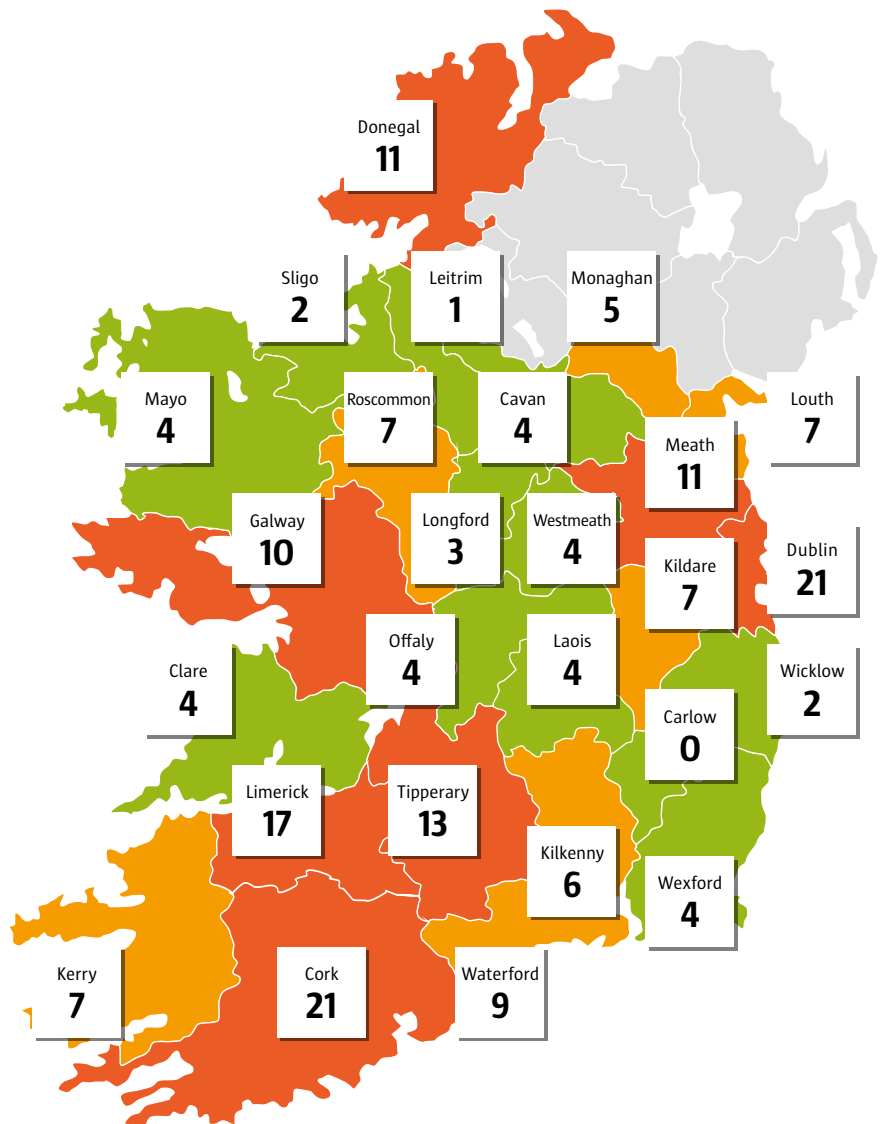 Donegal
11
Sligo
2
Leitrim
1
Monaghan
5
Mayo
4
Roscommon
7
Cavan
4
Louth
7
Meath
11
Galway
10
Longford
3
Westmeath
4
Kildare
7
Dublin
21
Clare
4
Offaly
4
Laois
4
Wicklow
2
Carlow
0
Limerick
17
Tipperary
13
Kilkenny
6
Wexford
4
Kerry
7
Cork
21
Waterford
9